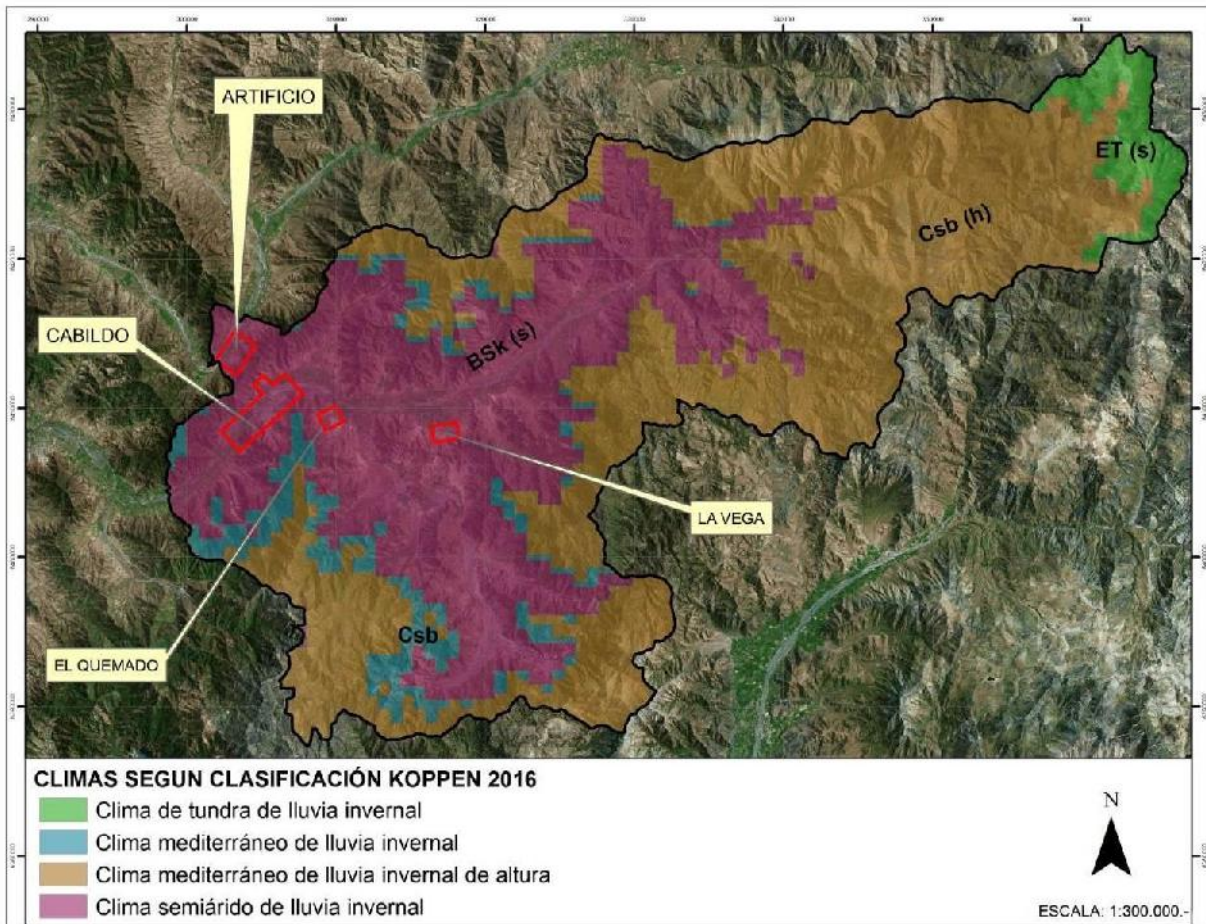 ARTIFICIO
ET (s)
Csb (h)
CABILDO
BSk (s)
LA VEGA
Csb
EL QUEMADO
CLIMAS SEGUN CLASIFICACIÓN KOPPEN 2016
Clima de tundra de lluvia invernal
Clima mediterráneo de lluvia invernal
Clima mediterráneo de lluvia invernal de altura
Clima semiárido de lluvia invernal
N
ESCALA: 1:300.000.-